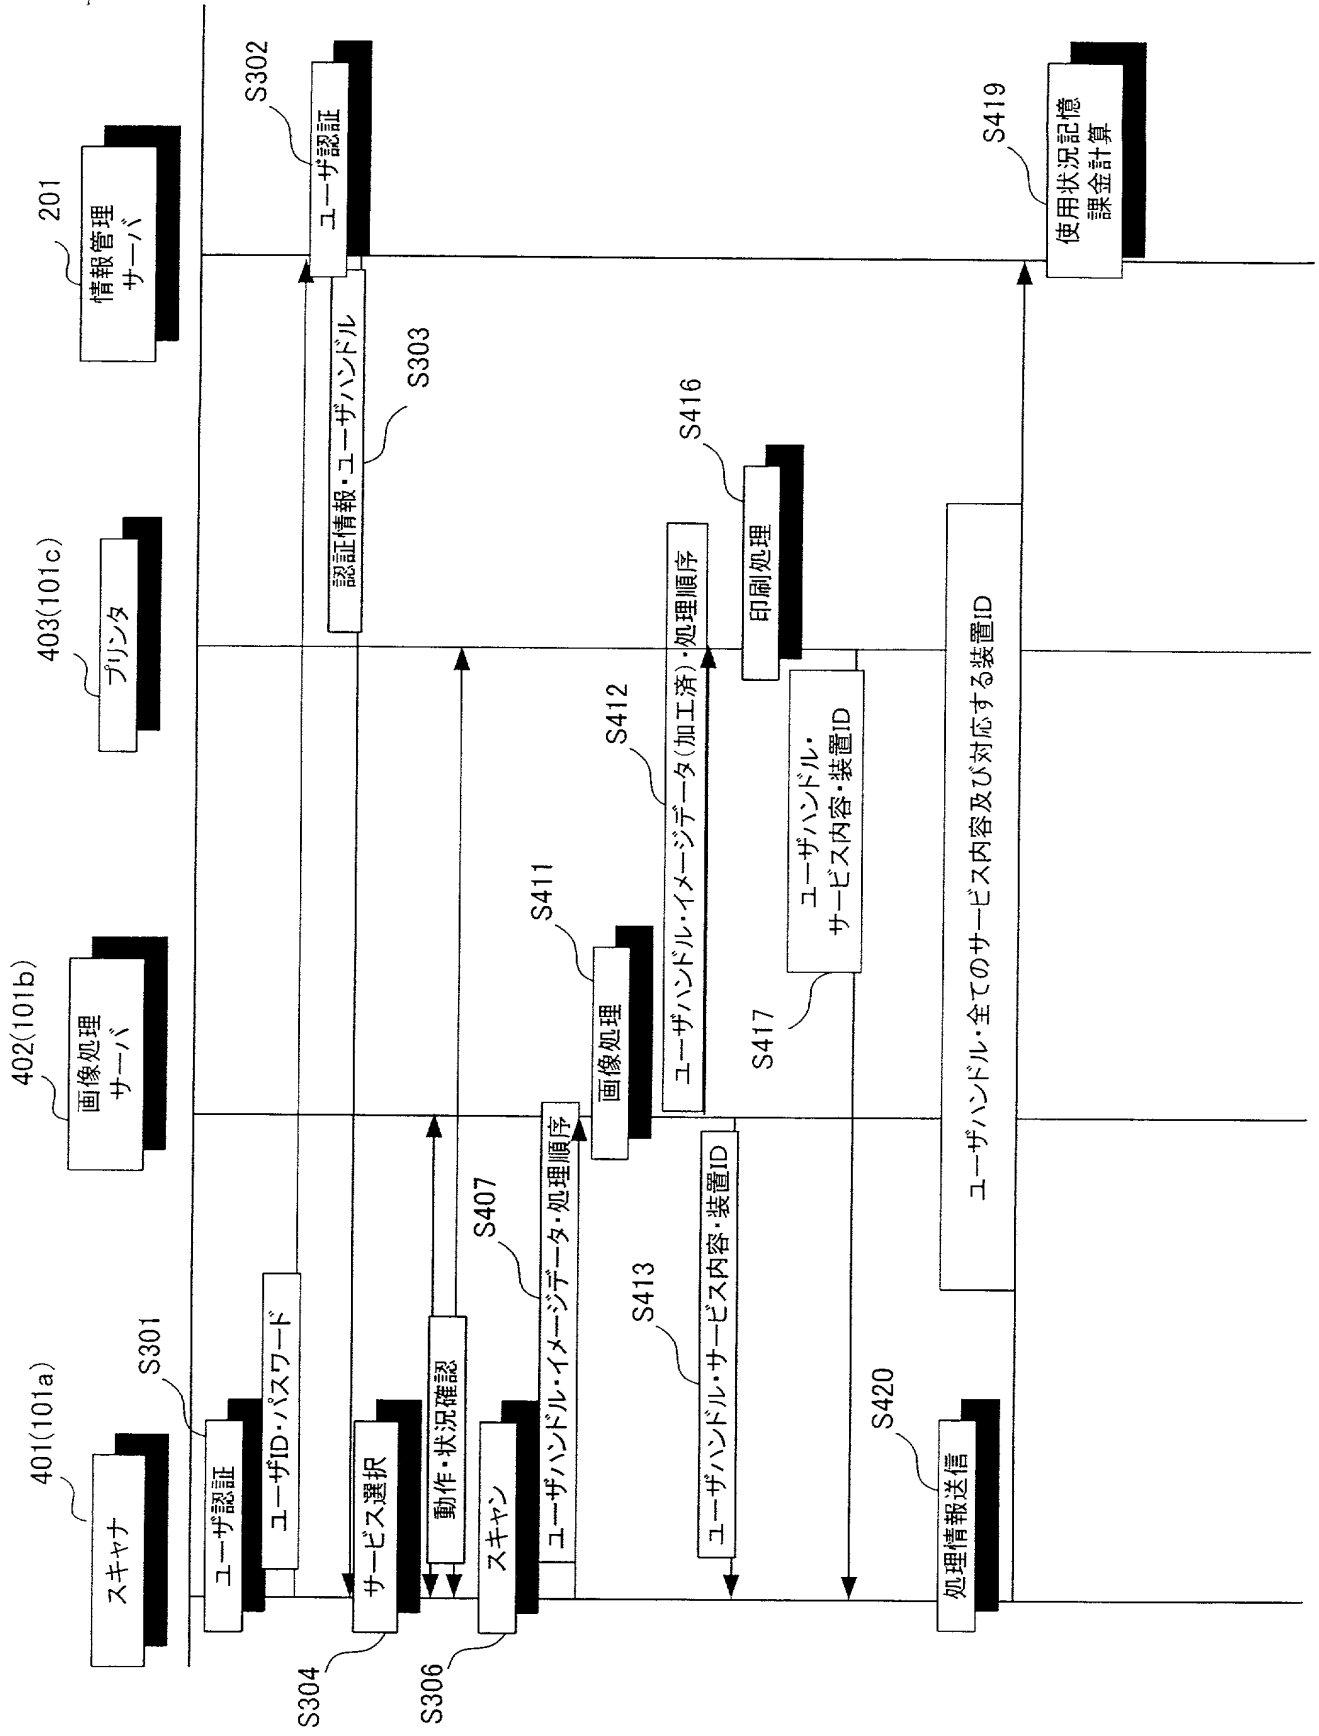 401(101a)
スキャナ
402(101b)
画像処理
サーバ
403(101c)
プリンタ
201
情報管理
サーバ
S301
ユーザ認証
ユーザID・パスワード
S302
ユーザ認証
認証情報・ユーザハンドル
S303
サービス選択
S304
動作・状況確認
スキャン
S306
S407
ユーザハンドル・イメージデータ・処理順序
S411
画像処理
S412
ユーザハンドル・イメージデータ(加工済)・処理順序
S413
ユーザハンドル・サービス内容・装置ID
S416
印刷処理
ユーザハンドル・
サービス内容・装置ID
S417
S420
処理情報送信
ユーザハンドル・全てのサービス内容及び対応する装置ID
S419
使用状況記憶
課金計算